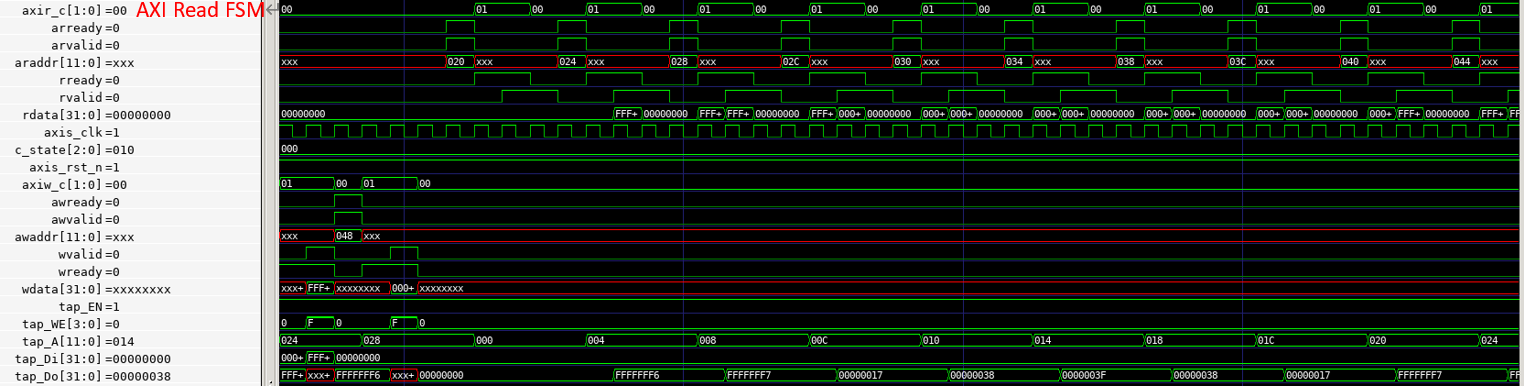 axir_c[1:0] =00 AXI Read FSM↵ 00 01 00 01 00 01 00 01 00 01 00 01 00 01 00 01 00 01 00 01
arready =0
arvalid =0
araddr[11:0] =xxx xxx 020 xxx 024 xxx 028 xxx 02C xxx 030 xxx 034 xxx 038 xxx 03C xxx 040 xxx 044 xxx
rready =0
rvalid =0
rdata[31:0] =00000000 00000000 FFF+ 00000000 FFF+ FFF+ 00000000 FFF+ 000+ 00000000 000+ 000+ 00000000 000+ 000+ 00000000 000+ 000+ 00000000 000+ 000+ 00000000 000+ FFF+ 00000000 FFF+ FF
axis_clk =1
c_state[2:0] =010 000
axis_rst_n =1
axiw_c[1:0] =00 01 00 01 00
awready =0
awvalid =0
awaddr[11:0] =xxx xxx 048 xxx
wvalid =0
wready =0
wdata[31:0] =xxxxxxxx xxx+ FFF+ xxxxxxxx 000+ xxxxxxxx
tap_EN =1
tap_WE[3:0] =0 0 F 0 F 0
tap_A[11:0] =014 024 028 000 004 008 00C 010 014 018 01C 020 024
tap_Di[31:0] =00000000 000+ FFF+ 00000000
tap_Do[31:0] =00000038 FFF+ xxx+ FFFFFFF6 xxx+ 00000000 FFFFFFF6 FFFFFFF7 00000017 00000038 0000003F 00000038 00000017 FFFFFFF7 FF